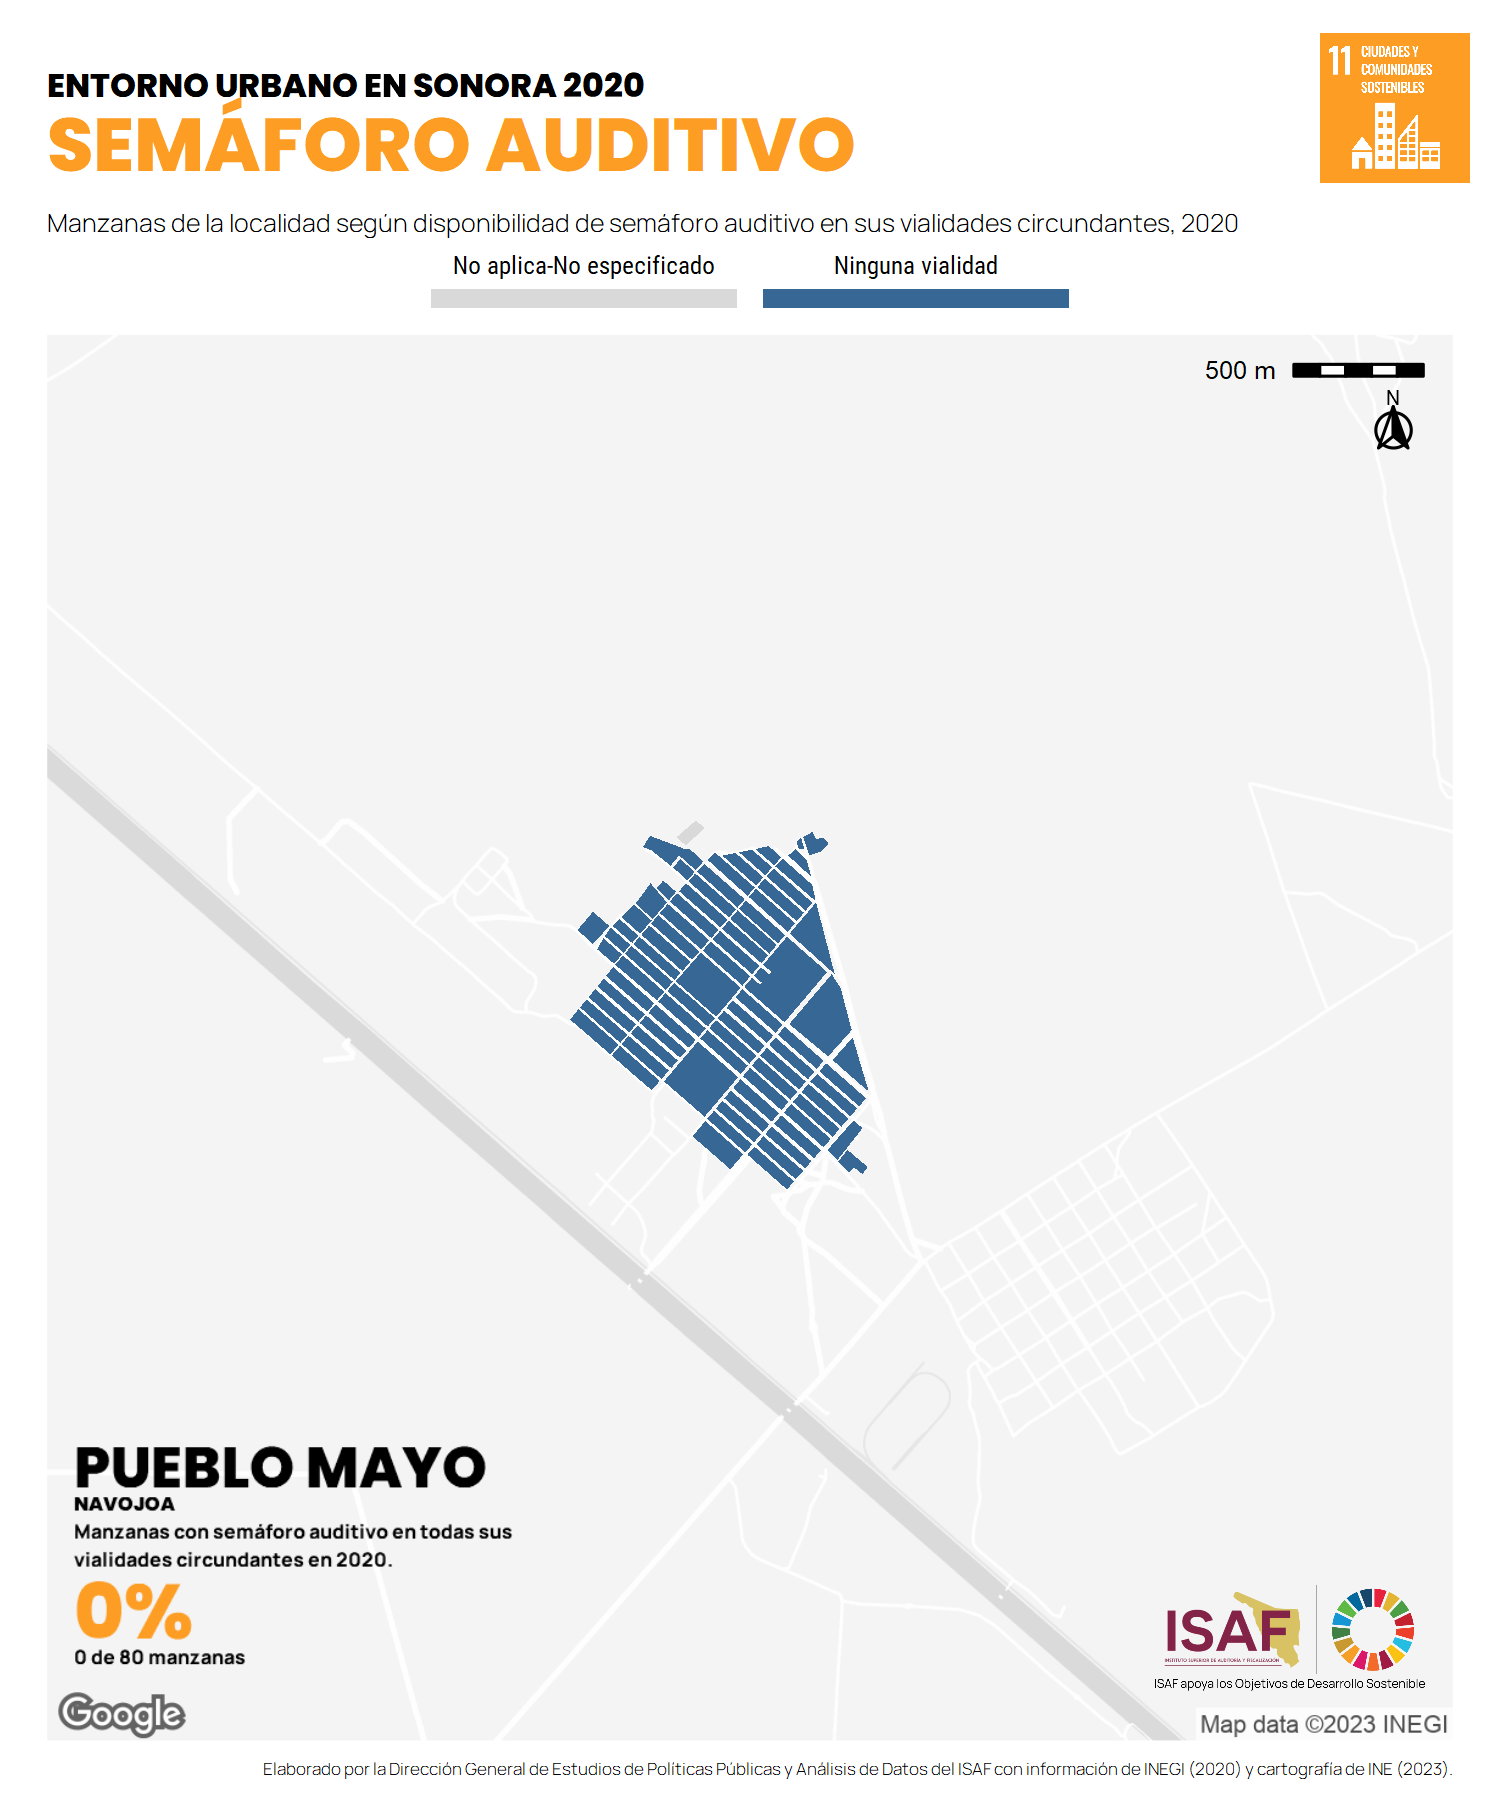 ENTORNO URBANO EN SONORA 2020
SEMÁFORO AUDITIVO
11 CIUDADES Y
COMUNIDADES
SOSTENIBLES
Manzanas de la localidad según disponibilidad de semáforo auditivo en sus vialidades circundantes, 2020
No aplica-No especificado
Ninguna vialidad
500 m
N
PUEBLO MAYO
NAVOJOA
Manzanas con semáforo auditivo en todas sus
vialidades circundantes en 2020.
0%
0 de 80 manzanas
ISAF
INSTITUTO SUPERIOR DE AUDITORÍA Y FISCALIZACIÓN
ISAF apoya los Objetivos de Desarrollo Sostenible
Google
Map data ©2023 INEGI
Elaborado por la Dirección General de Estudios de Políticas Públicas y Análisis de Datos del ISAF con información de INEGI (2020) y cartografía de INE (2023).